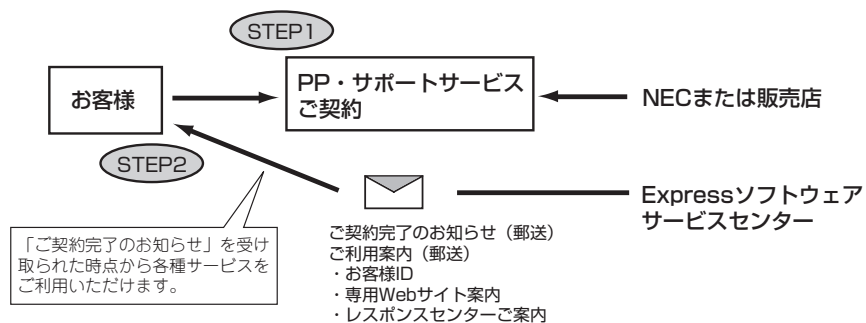 STEP1
お客様
PP・サポートサービス
ご契約
NECまたは販売店
STEP2
Expressソフトウェア
サービスセンター
「ご契約完了のお知らせ」を受け
取られた時点から各種サービスを
ご利用いただけます。
ご契約完了のお知らせ（郵送）
ご利用案内（郵送）
・お客様ID
・専用Webサイト案内
・レスポンスセンターご案内